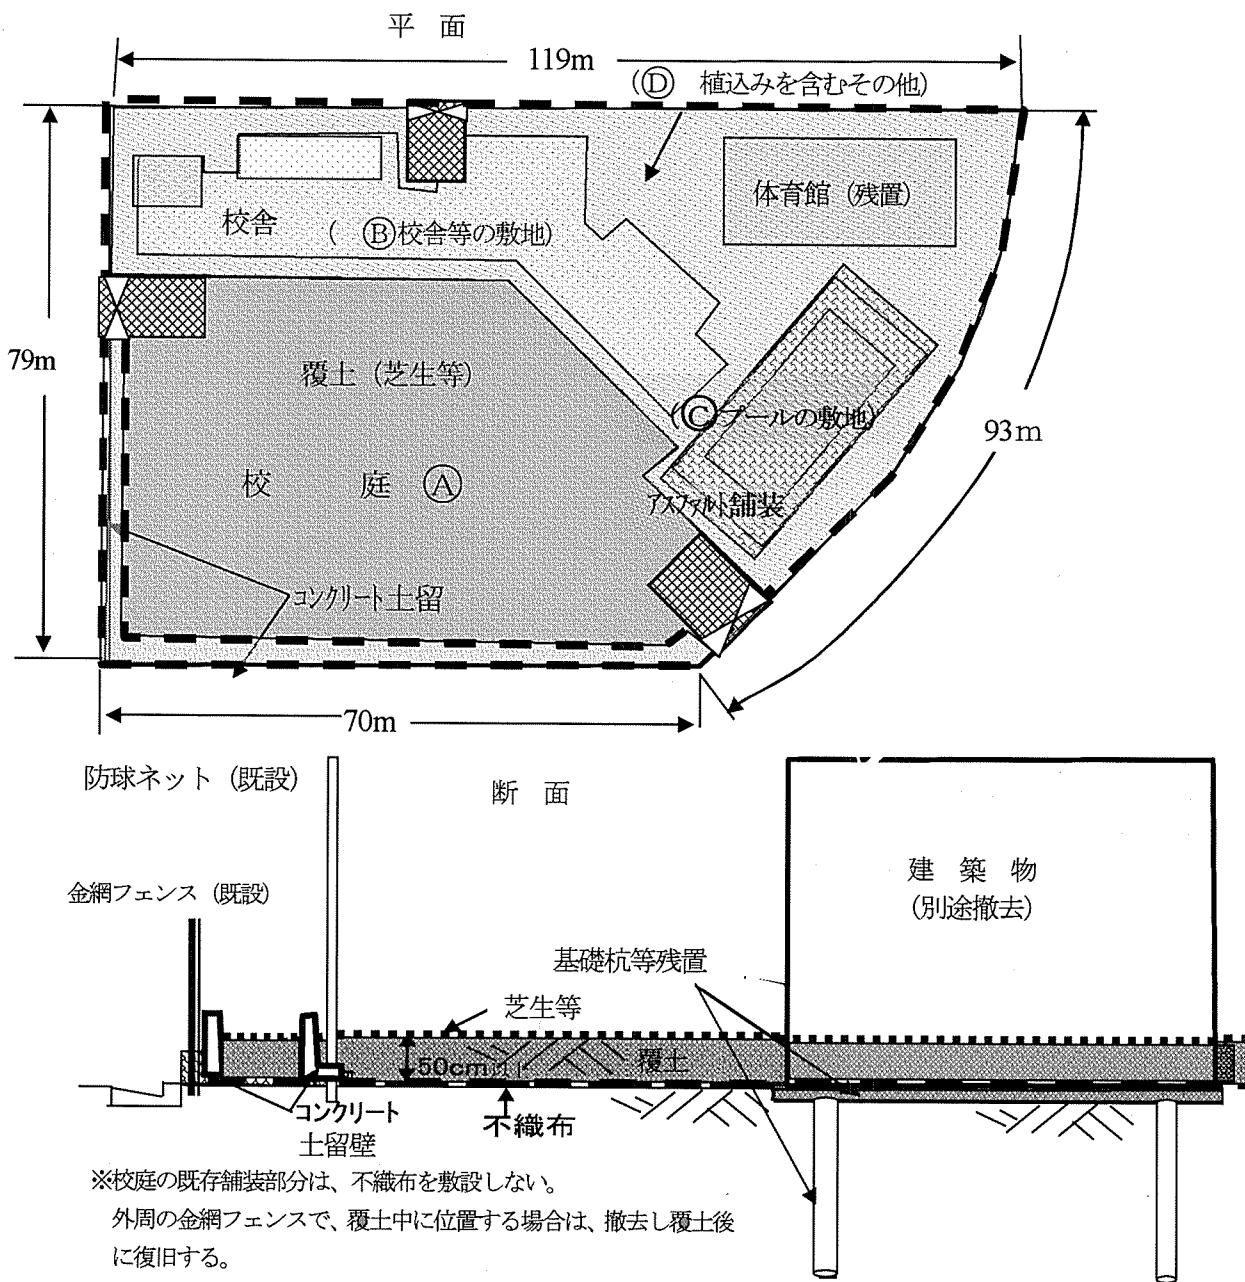 平 面
119m
(Ⓓ 植込みを含むその他)
体育館 (残置)
校舎
( Ⓑ校舎等の敷地)
79m
覆土 (芝生等)
(Ⓒプールの敷地)
93m
校 庭 Ⓐ
アスファルト舗装
コンクリート土留
70m
防球ネット (既設)
断 面
建 築 物
(別途撤去)
金網フェンス (既設)
基礎杭等残置
芝生等
50cm
覆土
コンクリート
土留壁
不織布
※校庭の既存舗装部分は、不織布を敷設しない。
外周の金網フェンスで、覆土中に位置する場合は、撤去し覆土後
に復旧する。